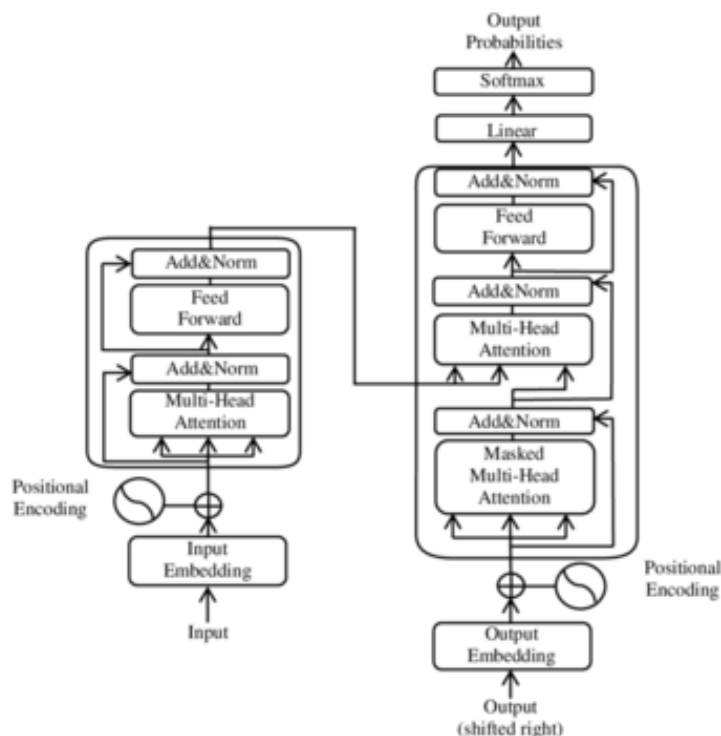 Output
Probabilities
Softmax
Linear
Add&Norm
Feed
Forward
Add&Norm
Multi-Head
Attention
Add&Norm
Masked
Multi-Head
Attention
Positional
Encoding
Output
Embedding
Output
(shifted right)
Add&Norm
Feed
Forward
Add&Norm
Multi-Head
Attention
Positional
Encoding
Input
Embedding
Input